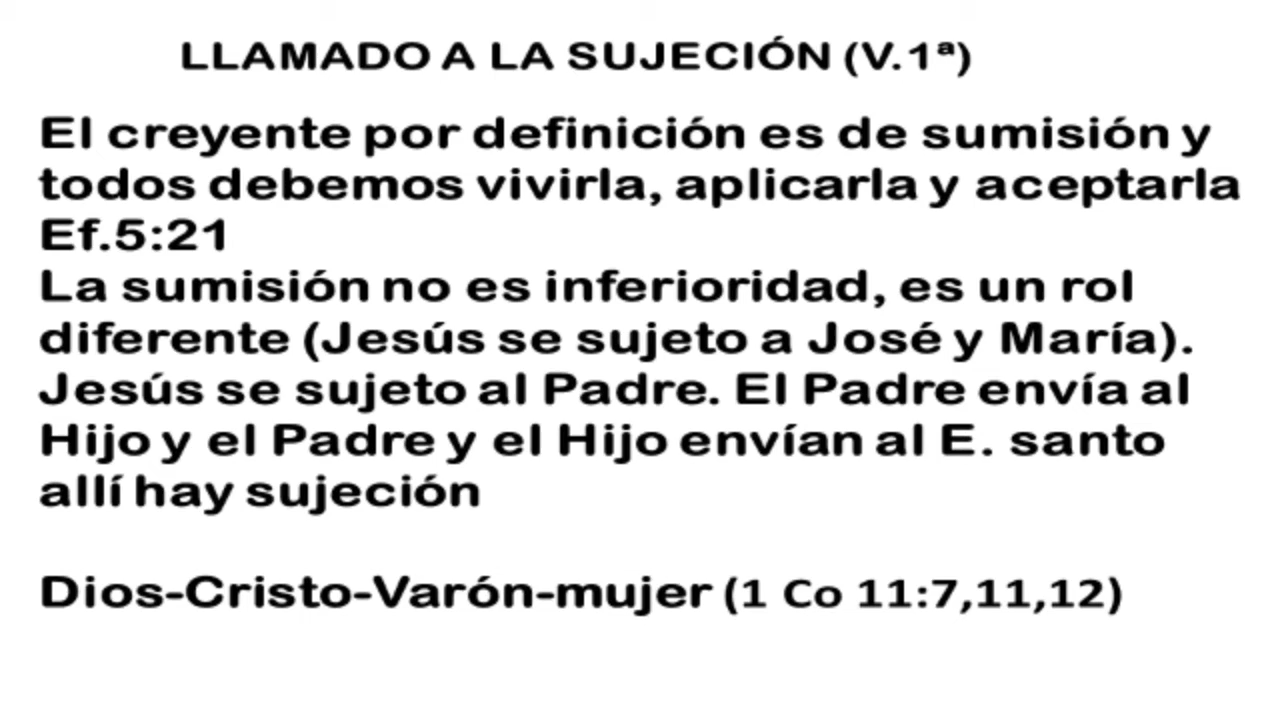 LLAMADO A LA SUJECIÓN (V.1ª)
El creyente por definición es de sumisión y
todos debemos vivirla, aplicarla y aceptarla
Ef.5:21
La sumisión no es inferioridad, es un rol
diferente (Jesús se sujeto a José y María).
Jesús se sujeto al Padre. El Padre envía al
Hijo y el Padre y el Hijo envían al E. santo
allí hay sujeción
Dios-Cristo-Varón-mujer (1 Co 11:7,11,12)